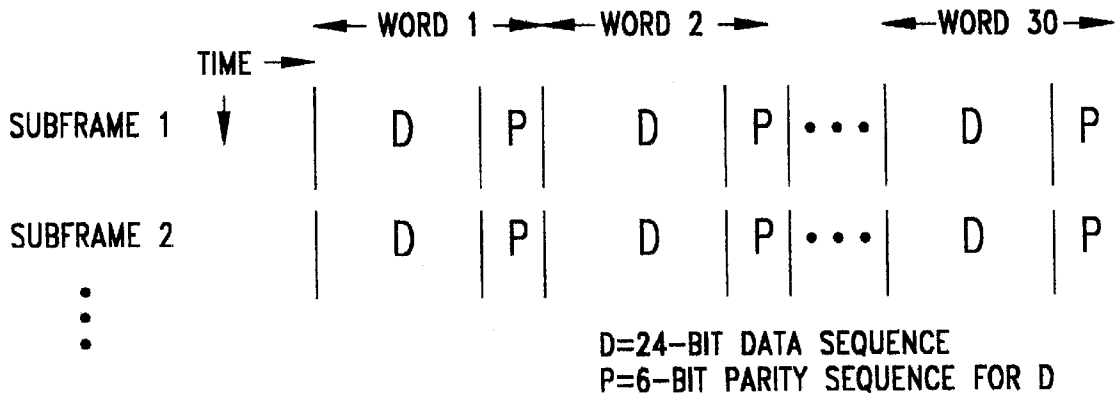 WORD 1 WORD 2 WORD 30
TIME
SUBFRAME 1 D P D P ••• D P
SUBFRAME 2 D P D P ••• D P
D=24-BIT DATA SEQUENCE
P=6-BIT PARITY SEQUENCE FOR D